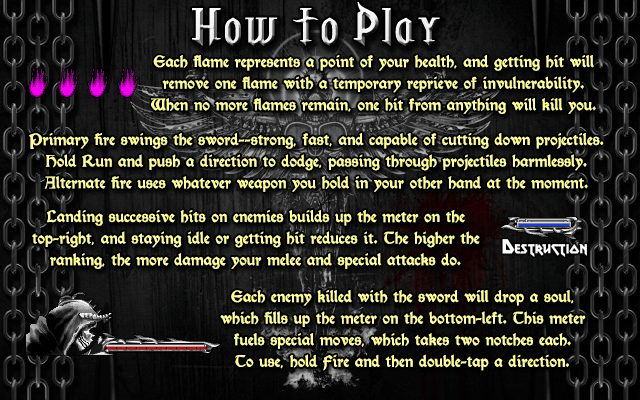 How to Play
Each flame represents a point of your health, and getting hit will
remove one flame with a temporary reprieve of invulnerability.
When no more flames remain, one hit from anything will kill you.
Primary fire swings the sword--strong, fast, and capable of cutting down projectiles.
Hold Run and push a direction to dodge, passing through projectiles harmlessly.
Alternate fire uses whatever weapon you hold in your other hand at the moment.
Landing successive hits on enemies builds up the meter on the
top-right, and staying idle or getting hit reduces it. The higher the
ranking, the more damage your melee and special attacks do.
Destruction
Each enemy killed with the sword will drop a soul,
which fills up the meter on the bottom-left. This meter
fuels special moves, which takes two notches each.
To use, hold Fire and then double-tap a direction.